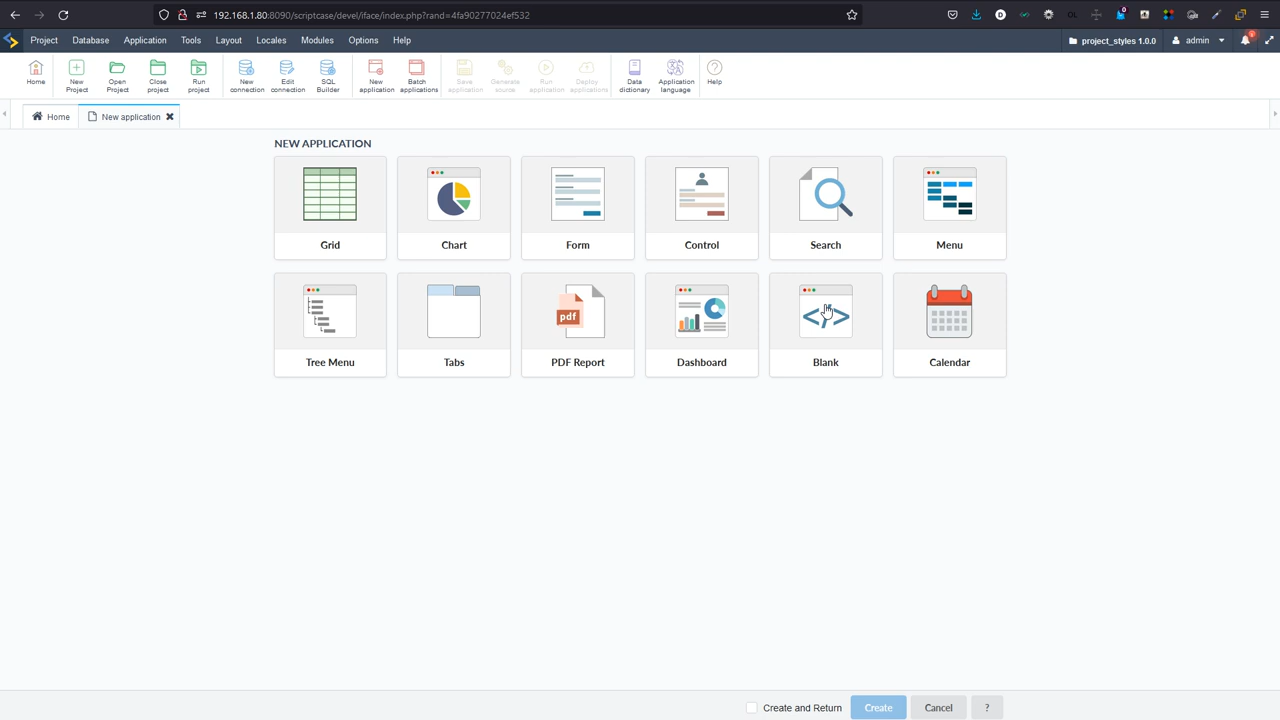 192.168.1.80:8090/scriptcase/devel/iface/index.php?rand=4fa90277024ef532
Project Database Application Tools Layout Locales Modules Options Help project_styles 1.0.0 admin
Home
New Project
Open Project
Close project
Run project
New connection
Edit connection
SQL Builder
New application
Batch applications
Save application
Generate source
Run application
Deploy applications
Data dictionary
Application language
Help
Home New application
NEW APPLICATION
Grid Chart Form Control Search Menu
pdf
</>
Tree Menu Tabs PDF Report Dashboard Blank Calendar
Create and Return Create Cancel ?